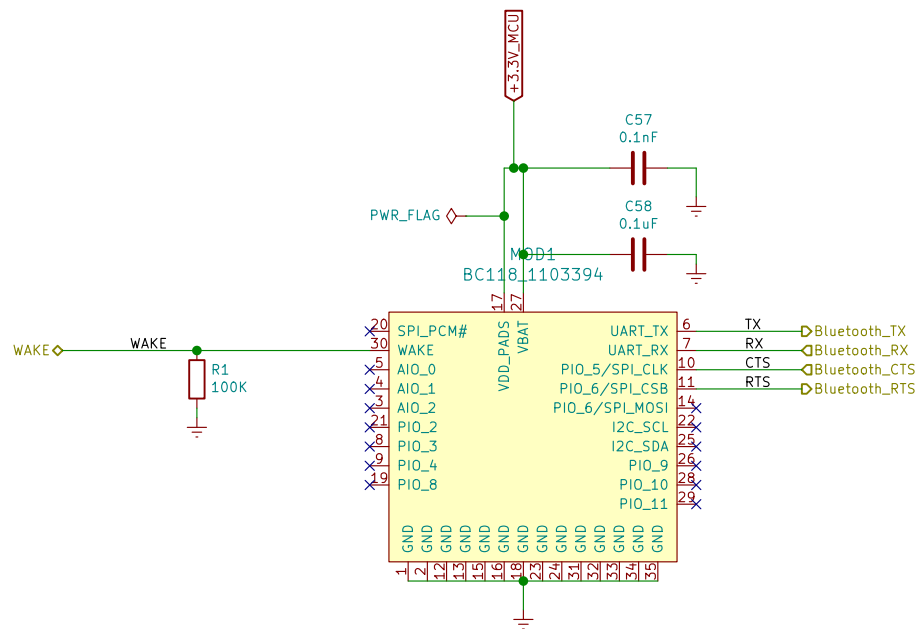 +3.3V_MCU
C57
0.1nF
C58
0.1uF
PWR_FLAG
MOD1
BC118_1103394
17
27
VDD_PADS
VBAT
20
SPI_PCM#
WAKE
WAKE
30
WAKE
R1
100K
5
AIO_0
4
AIO_1
3
AIO_2
21
PIO_2
8
PIO_3
9
PIO_4
19
PIO_8
UART_TX
6
TX
Bluetooth_TX
UART_RX
7
RX
Bluetooth_RX
PIO_5/SPI_CLK
10
CTS
Bluetooth_CTS
PIO_6/SPI_CSB
11
RTS
Bluetooth_RTS
PIO_6/SPI_MOSI
14
I2C_SCL
22
I2C_SDA
25
PIO_9
26
PIO_10
28
PIO_11
29
GND GND GND GND GND GND GND GND GND GND GND GND GND GND
1 2 12 13 15 16 18 23 24 31 32 33 34 35